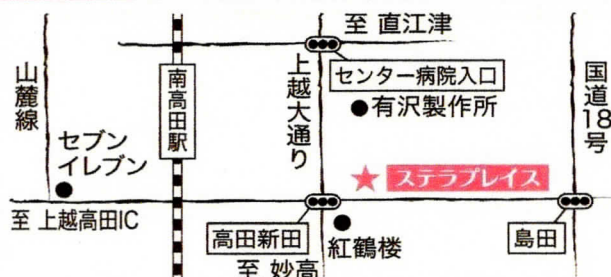 至 直江津
山麓線
南高田駅
上越大通り
センター病院入口
国道18号
有沢製作所
セブン
イレブン
ステラプレイス
至 上越高田IC
高田新田
紅鶴楼
島田
至 妙高